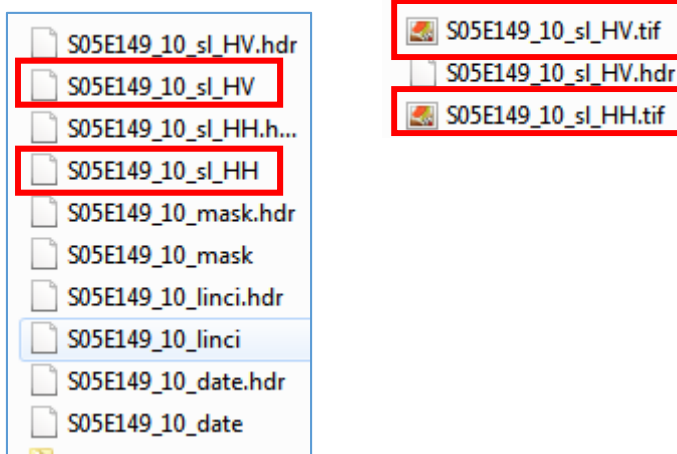 S05E149_10_sl_HV.hdr
S05E149_10_sl_HV
S05E149_10_sl_HH.h...
S05E149_10_sl_HH
S05E149_10_mask.hdr
S05E149_10_mask
S05E149_10_linci.hdr
S05E149_10_linci
S05E149_10_date.hdr
S05E149_10_date
S05E149_10_sl_HV.tif
S05E149_10_sl_HV.hdr
S05E149_10_sl_HH.tif